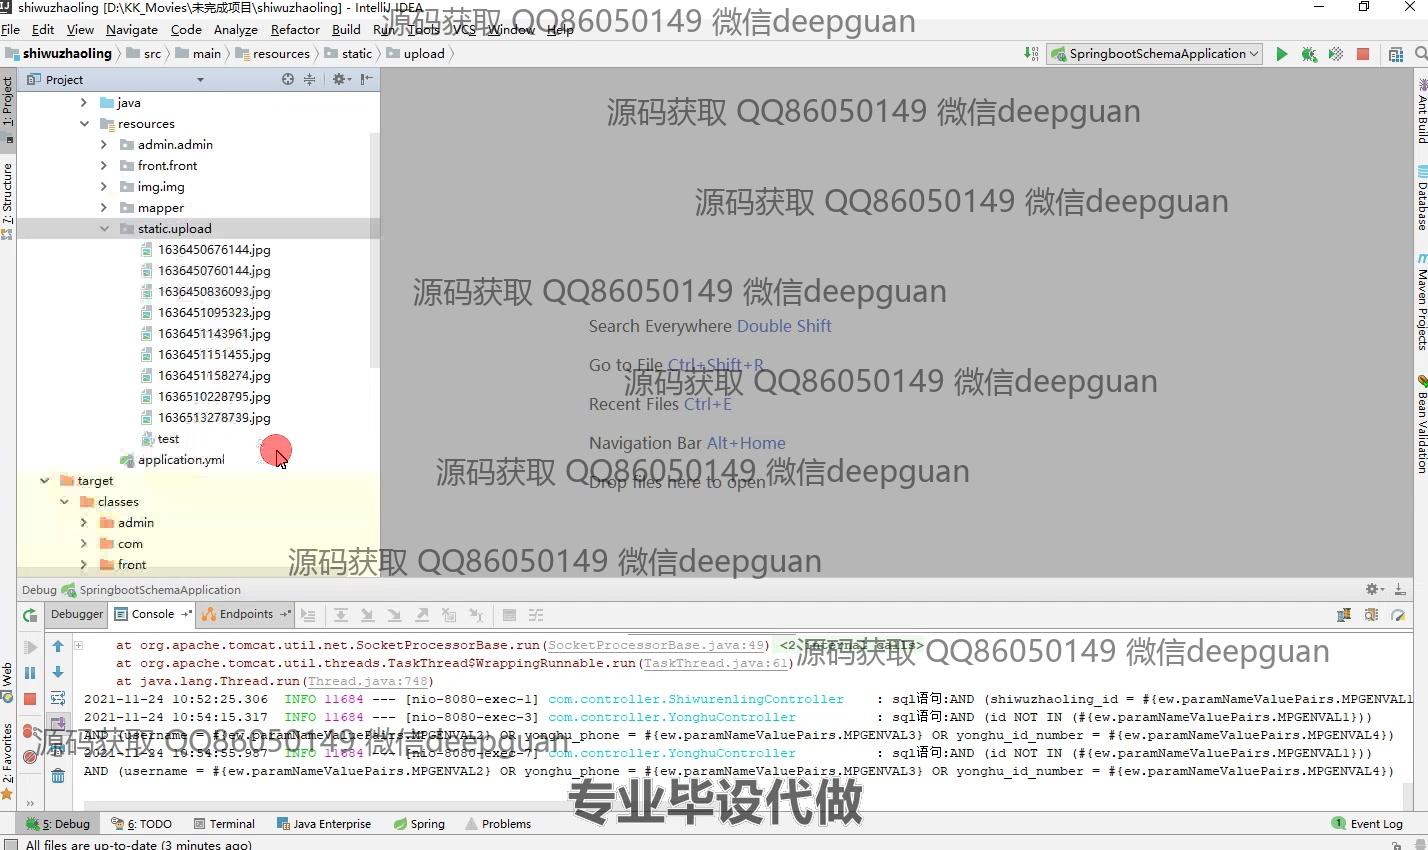 shiwuzhaoling [D:\KK_Movies\未完成项目\shiwuzhaoling] - IntelliJ IDEA
源码获取 QQ86050149 微信deepguan
File Edit View Navigate Code Analyze Refactor Build Run Tools VCS Window Help
shiwuzhaoling src main resources static upload
SpringbootSchemaApplication
1: Project
Project
java
resources
源码获取 QQ86050149 微信deepguan
Ant Build
admin.admin
front.front
img.img
7: Structure
mapper
源码获取 QQ86050149 微信deepguan
Database
static.upload
1636450676144.jpg
1636450760144.jpg
1636450836093.jpg
源码获取 QQ86050149 微信deepguan
Maven Projects
1636451095323.jpg
Search Everywhere Double Shift
1636451143961.jpg
1636451151455.jpg
Go to File Ctrl+Shift+R
1636451158274.jpg
源码获取 QQ86050149 微信deepguan
1636510228795.jpg
Recent Files Ctrl+E
1636513278739.jpg
Bean Validation
test
Navigation Bar Alt+Home
application.yml
源码获取 QQ86050149 微信deepguan
target
Drop files here to open
classes
admin
com
front
源码获取 QQ86050149 微信deepguan
Debug SpringbootSchemaApplication
Debugger Console Endpoints
at org.apache.tomcat.util.net.SocketProcessorBase.run(SocketProcessorBase.java:49) <2 internal calls>
源码获取 QQ86050149 微信deepguan
at org.apache.tomcat.util.threads.TaskThread$WrappingRunnable.run(TaskThread.java:61)
at java.lang.Thread.run(Thread.java:748)
Web
2021-11-24 10:52:25.306 INFO 11684 --- [nio-8080-exec-1] com.controller.ShiwurenlingController : sql语句:AND (shiwuzhaoling_id = #{ew.paramNameValuePairs.MPGENVAL1
2021-11-24 10:54:15.317 INFO 11684 --- [nio-8080-exec-3] com.controller.YonghuController : sql语句:AND (id NOT IN (#{ew.paramNameValuePairs.MPGENVAL1}))
AND (username = #{ew.paramNameValuePairs.MPGENVAL2} OR yonghu_phone = #{ew.paramNameValuePairs.MPGENVAL3} OR yonghu_id_number = #{ew.paramNameValuePairs.MPGENVAL4})
源码获取 QQ86050149 微信deepguan
2021-11-24 10:54:55.987 INFO 11684 --- [nio-8080-exec-7] com.controller.YonghuController : sql语句:AND (id NOT IN (#{ew.paramNameValuePairs.MPGENVAL1}))
AND (username = #{ew.paramNameValuePairs.MPGENVAL2} OR yonghu_phone = #{ew.paramNameValuePairs.MPGENVAL3} OR yonghu_id_number = #{ew.paramNameValuePairs.MPGENVAL4})
2: Favorites
专业毕设代做
5: Debug 6: TODO Terminal Java Enterprise Spring Problems 1 Event Log
All files are up-to-date (3 minutes ago)